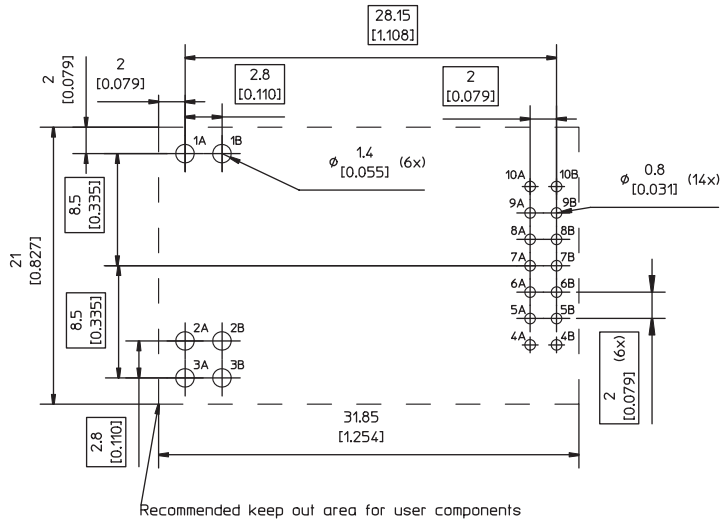 28.15
[1.108]
2
[0.079]
2
[0.079]
2.8
[0.110]
2
[0.079]
1A
1B
ø 1.4 (6x)
[0.055]
10A
10B
ø 0.8 (14x)
[0.031]
9A
9B
8.5
[0.335]
8A
8B
21
[0.827]
7A
7B
6A
6B
8.5
[0.335]
5A
5B
2A
2B
4A
4B
2 (6x)
[0.079]
3A
3B
2.8
[0.110]
31.85
[1.254]
Recommended keep out area for user components